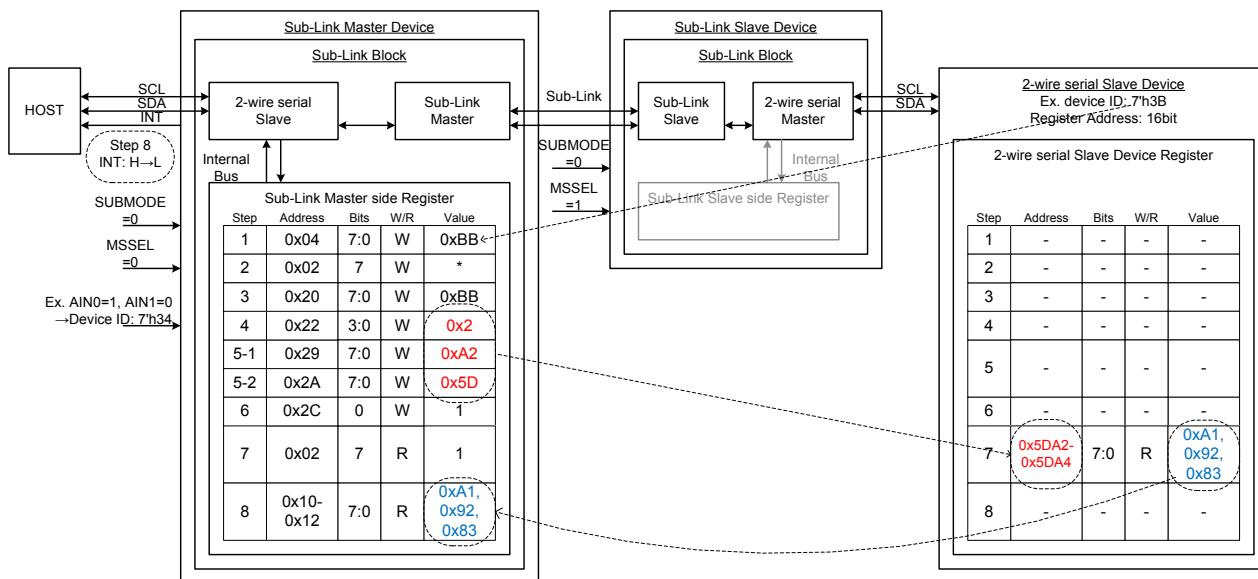 Sub-Link Master Device
Sub-Link Block
HOST
SCL
SDA
INT
Step 8
INT: H→L
SUBMODE
=0
MSSEL
=0
Ex. AIN0=1, AIN1=0
→Device ID: 7'h34
2-wire serial
Slave
Sub-Link
Master
Internal
Bus
Sub-Link Master side Register
Step Address Bits W/R Value
1 0x04 7:0 W 0xBB
2 0x02 7 W *
3 0x20 7:0 W 0xBB
4 0x22 3:0 W 0x2
5-1 0x29 7:0 W 0xA2
5-2 0x2A 7:0 W 0x5D
6 0x2C 0 W 1
7 0x02 7 R 1
8 0x10-
0x12 7:0 R 0xA1,
0x92,
0x83
Sub-Link
Sub-Link Slave Device
Sub-Link Block
Sub-Link
Slave
2-wire serial
Master
SUBMODE
=0
MSSEL
=1
Internal
Bus
Sub-Link Slave side Register
SCL
SDA
2-wire serial Slave Device
Ex. device ID: 7'h3B
Register Address: 16bit
2-wire serial Slave Device Register
Step Address Bits W/R Value
1 - - - -
2 - - - -
3 - - - -
4 - - - -
5 - - - -
6 - - - -
7 0x5DA2-
0x5DA4 7:0 R 0xA1,
0x92,
0x83
8 - - - -